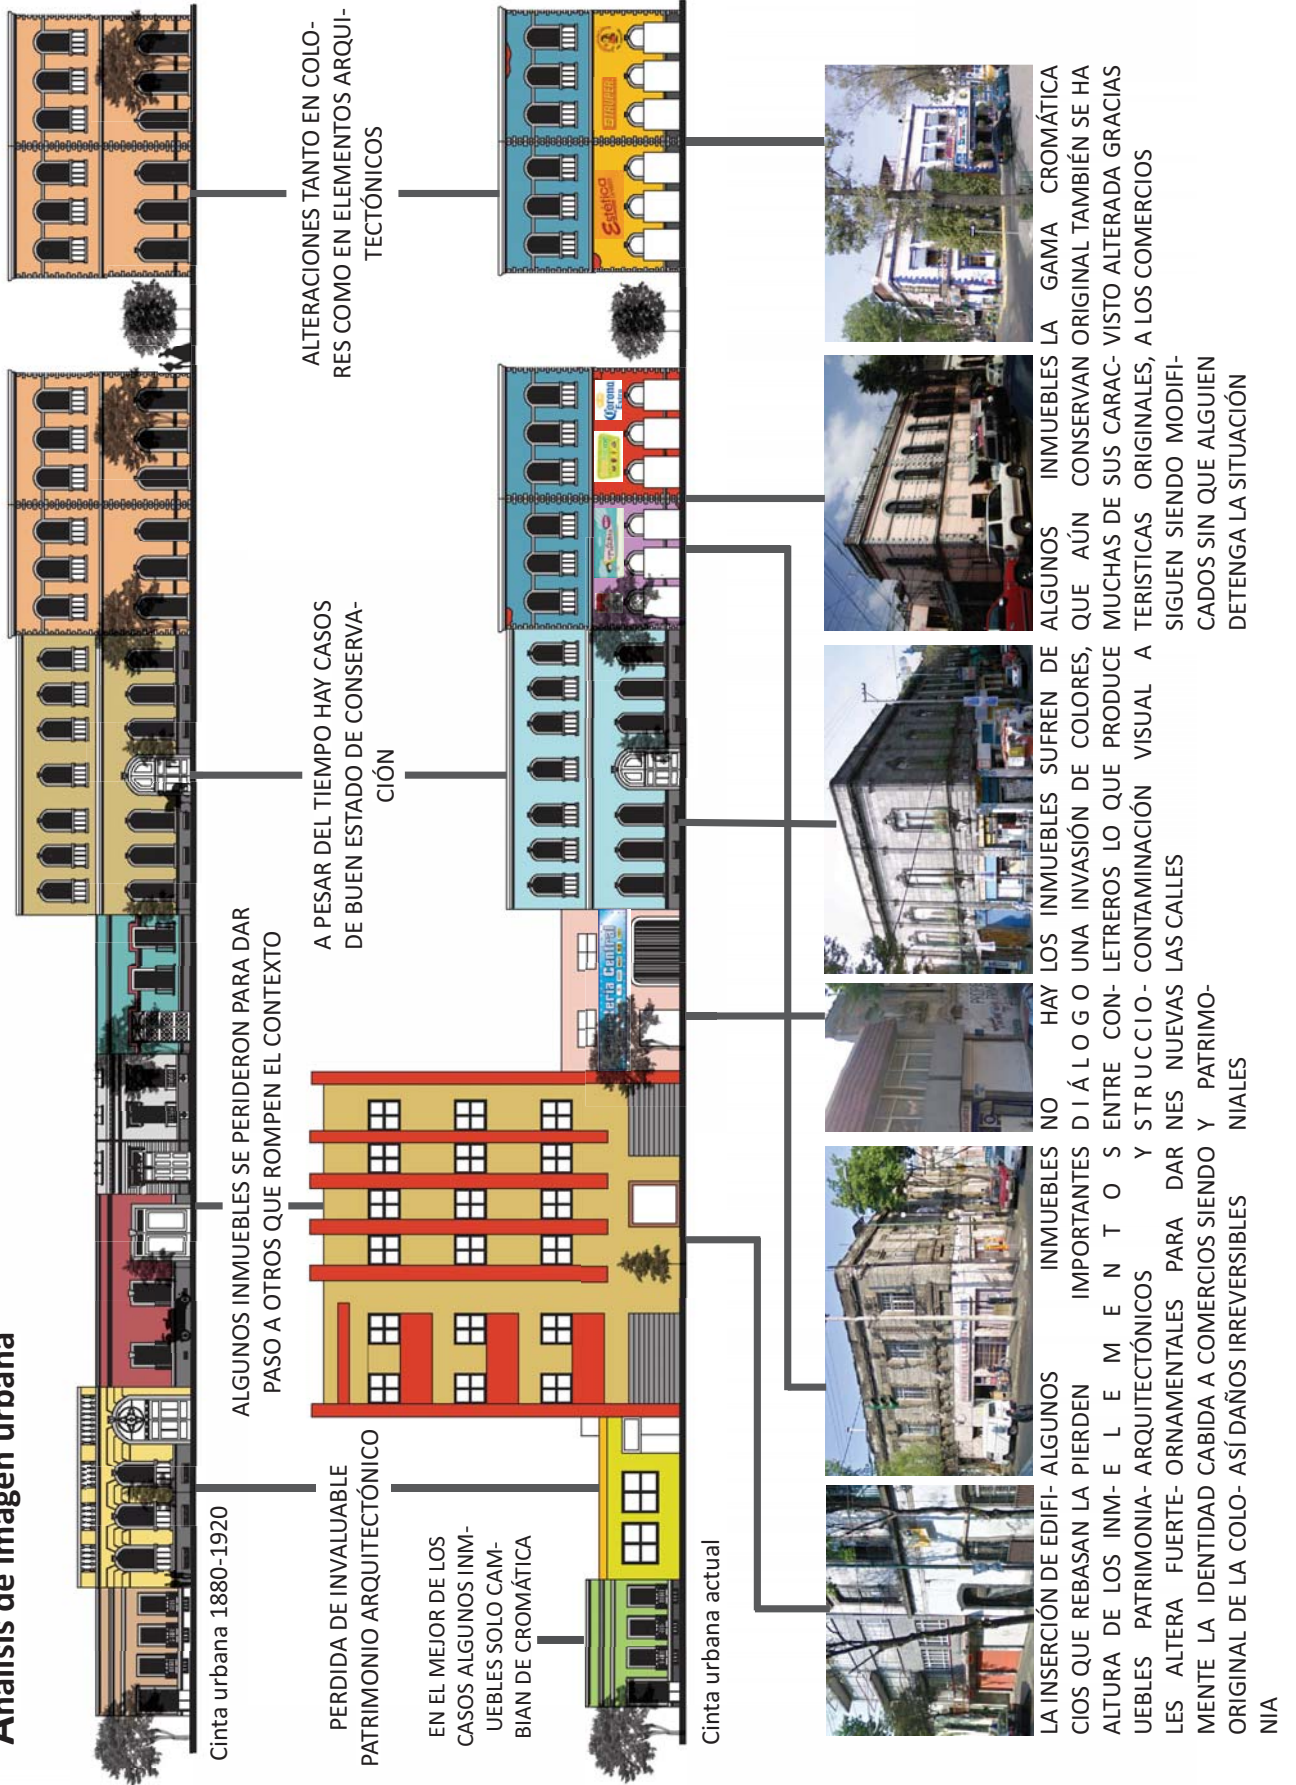 Análisis de imagen urbana
Cinta urbana 1880-1920
PERDIDA DE INVALUABLE
PATRIMONIO ARQUITECTÓNICO
ALGUNOS INMUEBLES SE PERIDERON PARA DAR
PASO A OTROS QUE ROMPEN EL CONTEXTO
A PESAR DEL TIEMPO HAY CASOS
DE BUEN ESTADO DE CONSERVA-
CIÓN
ALTERACIONES TANTO EN COLO-
RES COMO EN ELEMENTOS ARQUI-
TECTÓNICOS
EN EL MEJOR DE LOS
CASOS ALGUNOS INM-
UEBLES SOLO CAM-
BIAN DE CROMÁTICA
ería Central
Corona
Extra
Estética
TRUPER
Cinta urbana actual
LA INSERCIÓN DE EDIFI-
CIOS QUE REBASAN LA
ALTURA DE LOS INM-
UEBLES PATRIMONIA-
LES ALTERA FUERTE-
MENTE LA IDENTIDAD
ORIGINAL DE LA COLO-
NIA
ALGUNOS INMUEBLES
PIERDEN IMPORTANTES
E L E M E N T O S
ARQUITECTÓNICOS Y
ORNAMENTALES PARA DAR
CABIDA A COMERCIOS SIENDO
ASÍ DAÑOS IRREVERSIBLES
NO HAY
D I Á L O G O
ENTRE CON-
S T R U C C I O -
NES NUEVAS
Y PATRIMO-
NIALES
LOS INMUEBLES SUFREN DE
UNA INVASIÓN DE COLORES,
LETREROS LO QUE PRODUCE
CONTAMINACIÓN VISUAL A
LAS CALLES
ALGUNOS INMUEBLES
QUE AÚN CONSERVAN
MUCHAS DE SUS CARAC-
TERISTICAS ORIGINALES,
SIGUEN SIENDO MODIFI-
CADOS SIN QUE ALGUIEN
DETENGA LA SITUACIÓN
LA GAMA CROMÁTICA
ORIGINAL TAMBIÉN SE HA
VISTO ALTERADA GRACIAS
A LOS COMERCIOS